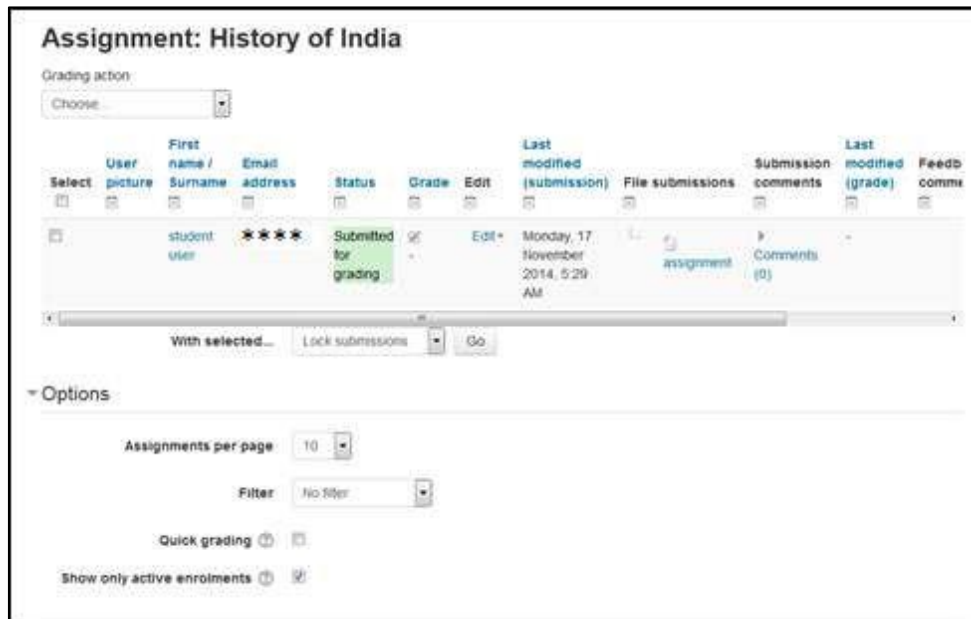 Assignment: History of India
Grading action
Choose...
Select
User picture
First name / Surname
Email address
Status
Grade
Edit
Last modified (submission)
File submissions
Submission comments
Last modified (grade)
Feedb comme
student user
****
Submitted for grading
-
Edit
Monday, 17 November 2014, 5:29 AM
assignment
Comments (0)
-
With selected... Lock submissions Go
Options
Assignments per page 10
Filter No filter
Quick grading
Show only active enrolments